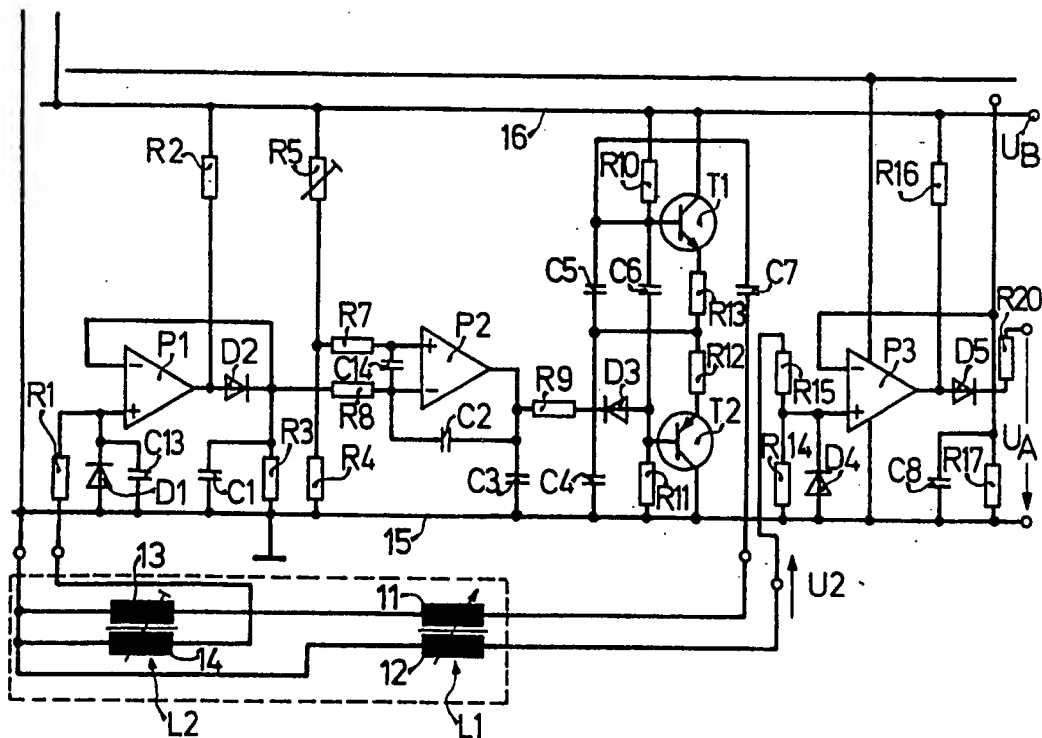 16
U_B
R2
R5
R10
T1
R16
C5
C6
C7
R13
R20
P1
D2
R7
P2
C14
R8
R9
D3
R12
T2
R15
P3
D5
U_A
R1
C13
D1
C1
R3
C2
R4
C3
C4
R11
R14
D4
C8
R17
15
13
11
U2
14
12
L2
L1